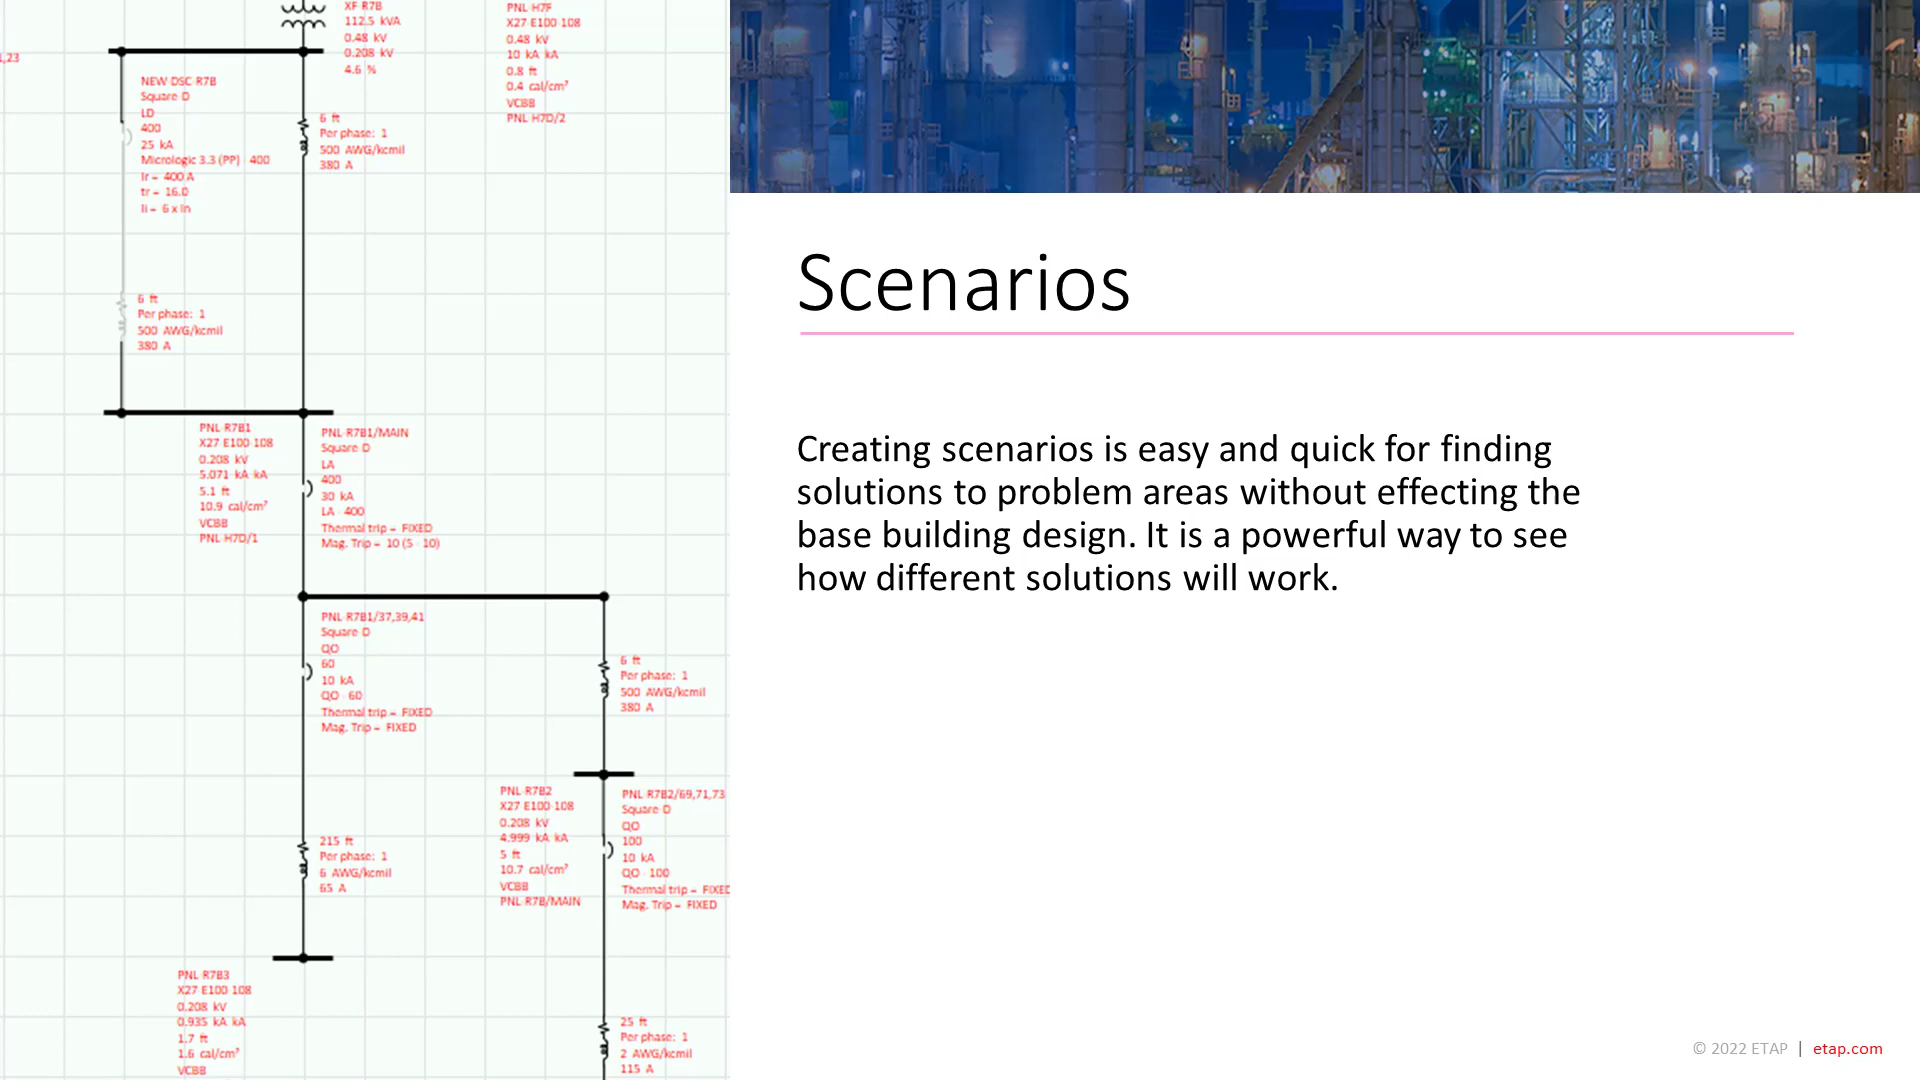 XF R7B
112.5 kVA
0.48 kV
0.208 kV
4.6 %
PNL H7F
X27 E100 108
0.48 kV
10 kA kA
0.8 ft
0.4 cal/cm²
VCBB
PNL H7D/2
1,23
NEW DSC R7B
Square D
LD
400
25 kA
Micrologic 3.3 (PP) 400
Ir = 400 A
tr = 16.0
Ii = 6 x In
6 ft
Per phase: 1
500 AWG/kcmil
380 A
6 ft
Per phase: 1
500 AWG/kcmil
380 A
PNL R7B1
X27 E100 108
0.208 kV
5.071 kA kA
5.1 ft
10.9 cal/cm²
VCBB
PNL H7D/1
PNL R7B1/MAIN
Square D
LA
400
30 kA
LA 400
Thermal trip = FIXED
Mag. Trip = 10 (5 10)
PNL R7B1/37,39,41
Square D
QO
60
10 kA
QO 60
Thermal trip = FIXED
Mag. Trip = FIXED
6 ft
Per phase: 1
500 AWG/kcmil
380 A
PNL R7B2
X27 E100 108
0.208 kV
4.999 kA kA
5 ft
10.7 cal/cm²
VCBB
PNL R7B/MAIN
PNL R7B2/69,71,73
Square D
QO
100
10 kA
QO 100
Thermal trip = FIXED
Mag. Trip = FIXED
215 ft
Per phase: 1
6 AWG/kcmil
65 A
PNL R7B3
X27 E100 108
0.208 kV
0.935 kA kA
1.7 ft
1.6 cal/cm²
VCBB
25 ft
Per phase: 1
2 AWG/kcmil
115 A
Scenarios
Creating scenarios is easy and quick for finding
solutions to problem areas without effecting the
base building design. It is a powerful way to see
how different solutions will work.
© 2022 ETAP | etap.com